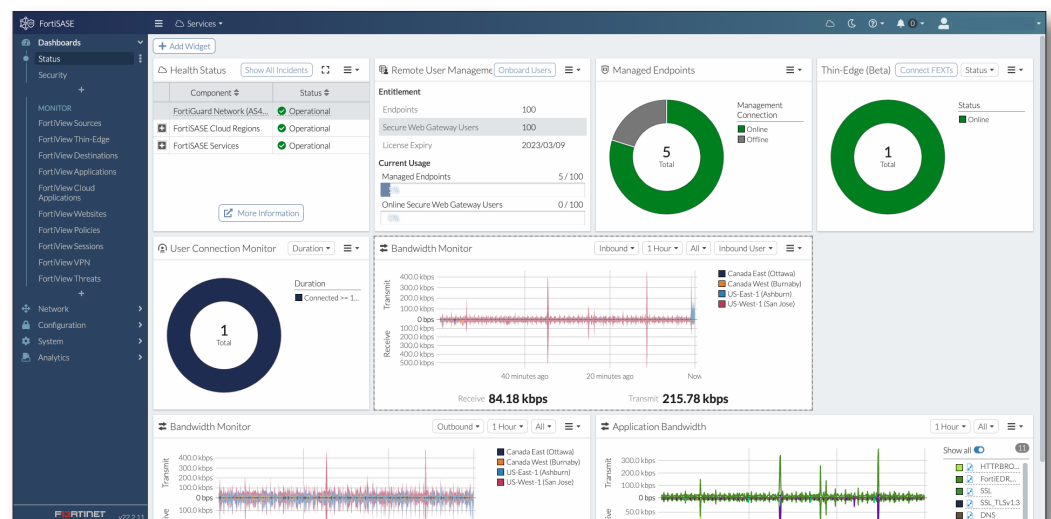 FortiSASE
Services
Dashboards
Status
Security
MONITOR
FortiView Sources
FortiView Thin-Edge
FortiView Destinations
FortiView Applications
FortiView Cloud
Applications
FortiView Websites
FortiView Policies
FortiView Sessions
FortiView VPN
FortiView Threats
Network
Configuration
System
Analytics
FORTINET v22.2.11
+ Add Widget
Health Status Show All Incidents
Component Status
FortiGuard Network (AS4... Operational
FortiSASE Cloud Regions Operational
FortiSASE Services Operational
More Information
Remote User Manageme Onboard Users
Entitlement
Endpoints 100
Secure Web Gateway Users 100
License Expiry 2023/03/09
Current Usage
Managed Endpoints 5 / 100
Online Secure Web Gateway Users 0 / 100
Managed Endpoints
5
Total
Management
Connection
Online
Offline
Thin-Edge (Beta) Connect FEXTs Status
1
Total
Status
Online
User Connection Monitor Duration
1
Total
Duration
Connected >= 1...
Bandwidth Monitor Inbound 1 Hour All Inbound User
Transmit
400.0 kbps
300.0 kbps
200.0 kbps
100.0 kbps
0 bps
Receive
100.0 kbps
200.0 kbps
300.0 kbps
400.0 kbps
500.0 kbps
40 minutes ago 20 minutes ago Now
Canada East (Ottawa)
Canada West (Burnaby)
US-East-1 (Ashburn)
US-West-1 (San Jose)
Receive 84.18 kbps Transmit 215.78 kbps
Bandwidth Monitor Outbound 1 Hour All
Transmit
400.0 kbps
300.0 kbps
200.0 kbps
100.0 kbps
0 bps
100.0 kbps
Canada East (Ottawa)
Canada West (Burnaby)
US-East-1 (Ashburn)
US-West-1 (San Jose)
Application Bandwidth 1 Hour All
Transmit
300.0 kbps
200.0 kbps
100.0 kbps
0 bps
50.0 kbps
Show all 11
HTTP.BRO...
FortiEDR,...
SSL
SSL_TLSv1.3
DNS